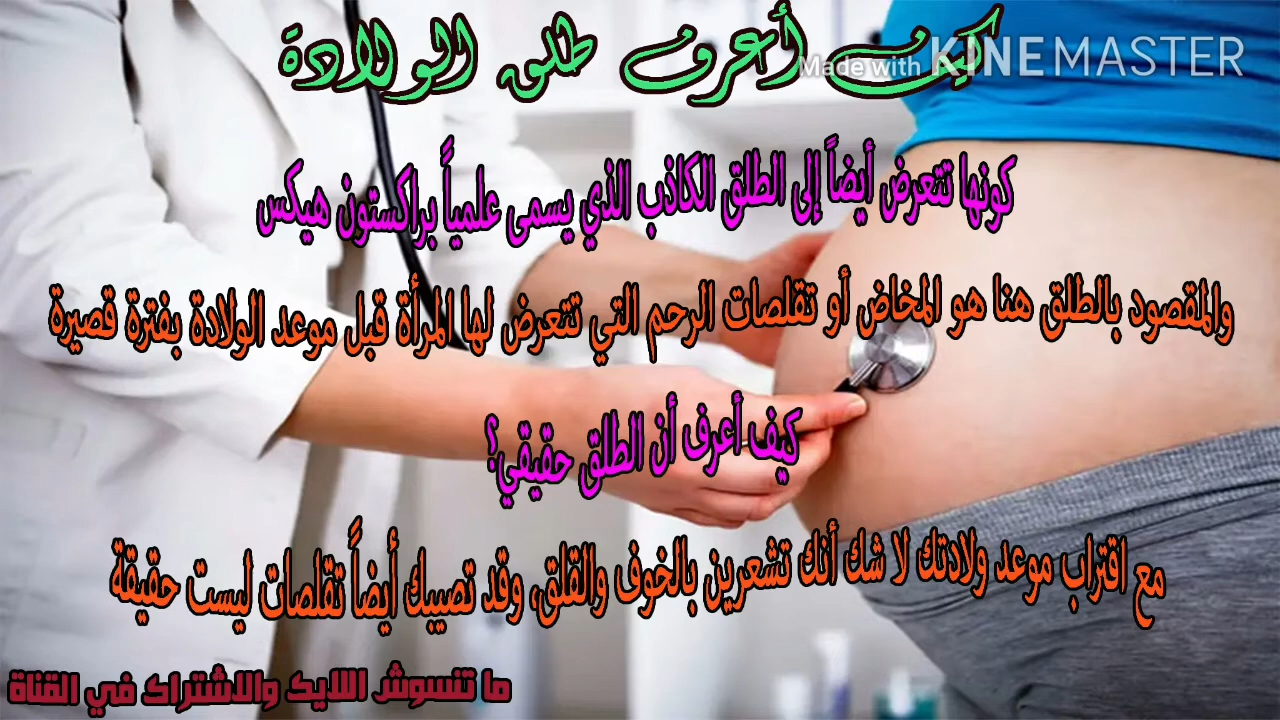 كيف أعرف طلق الولادة
Made with KINEMASTER
كونها تتعرض أيضاً إلى الطلق الكاذب الذي يسمى علمياً براكستون هيكس
والمقصود بالطلق هنا هو المخاض أو تقلصات الرحم التي تتعرض لها المرأة قبل موعد الولادة بفترة قصيرة
كيف أعرف أن الطلق حقيقي؟
مع اقتراب موعد ولادتك لا شك أنك تشعرين بالخوف والقلق، وقد تصيبك أيضاً تقلصات ليست حقيقة
ما تنسوش اللايك والاشتراك في القناة